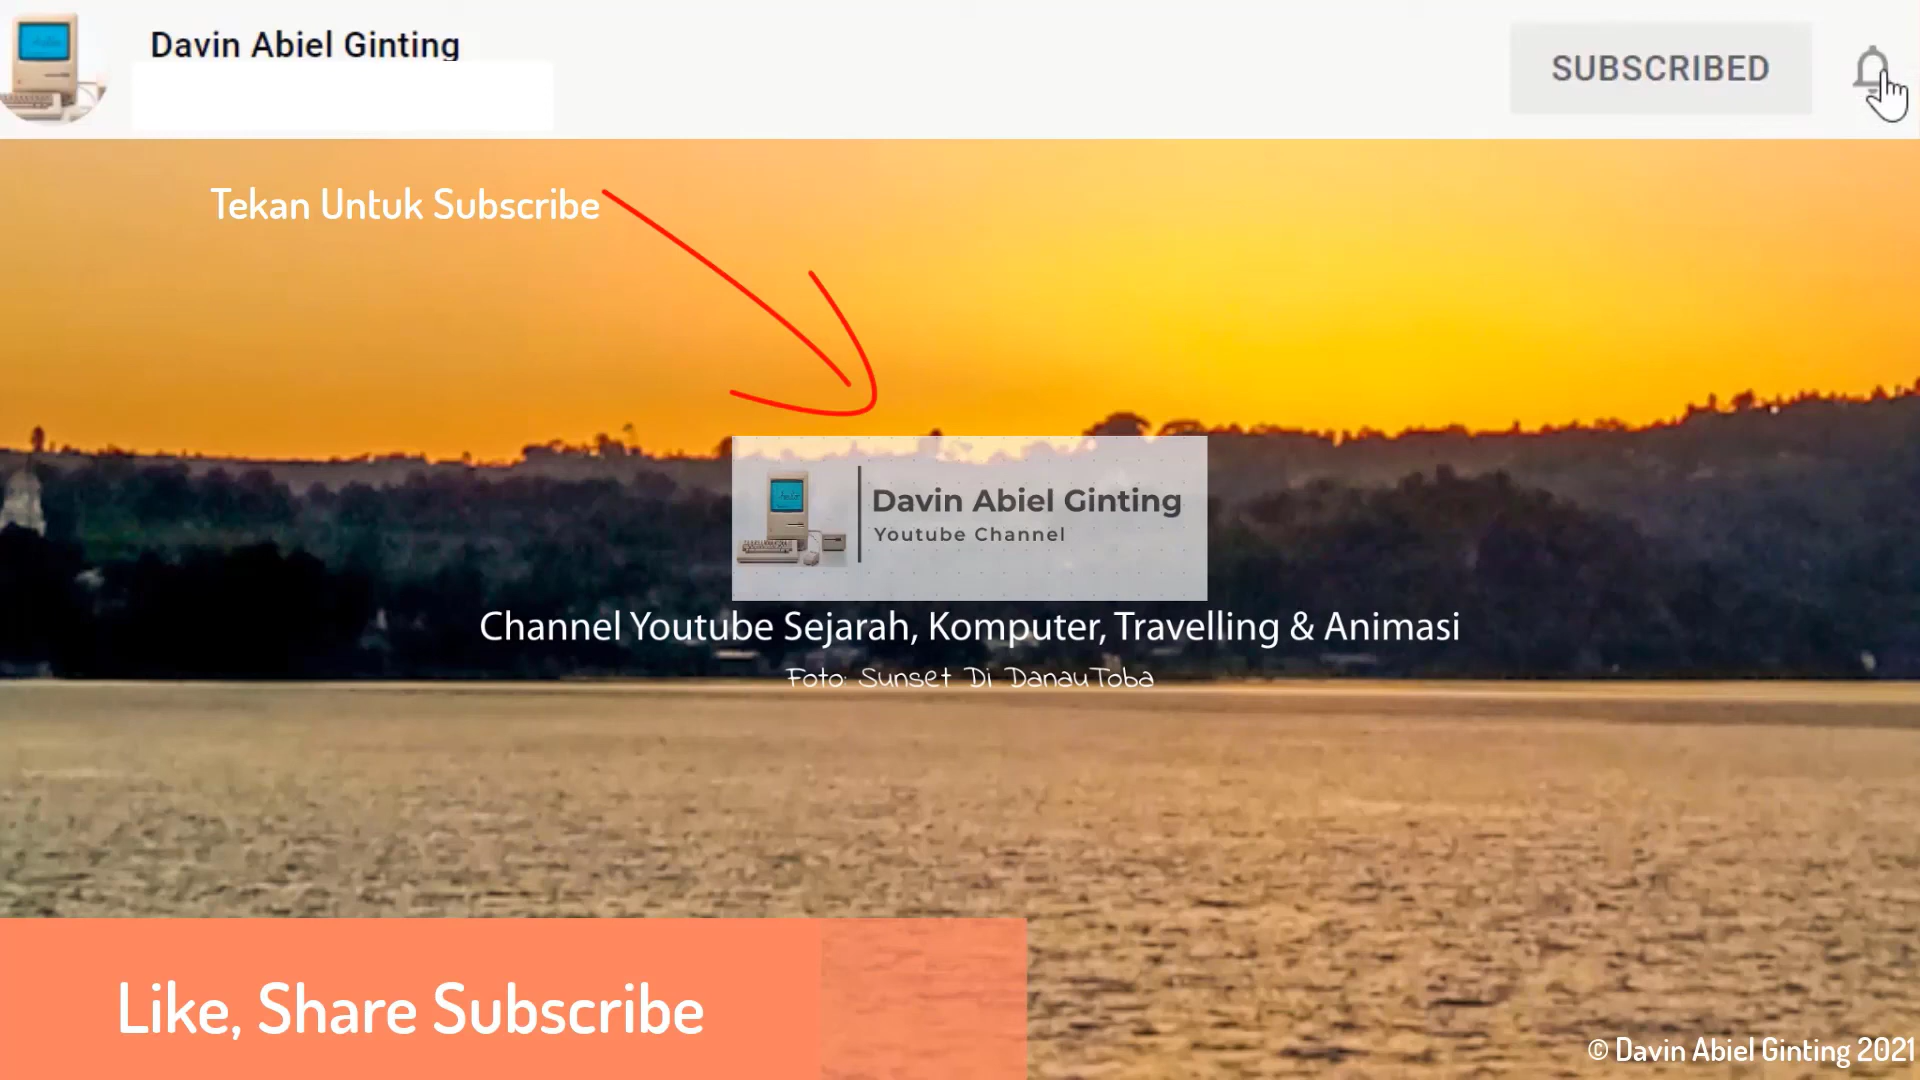 Davin Abiel Ginting
SUBSCRIBED
Tekan Untuk Subscribe
Davin Abiel Ginting
Youtube Channel
Channel Youtube Sejarah, Komputer, Travelling & Animasi
Foto: Sunset Di Danau Toba
Like, Share Subscribe
© Davin Abiel Ginting 2021